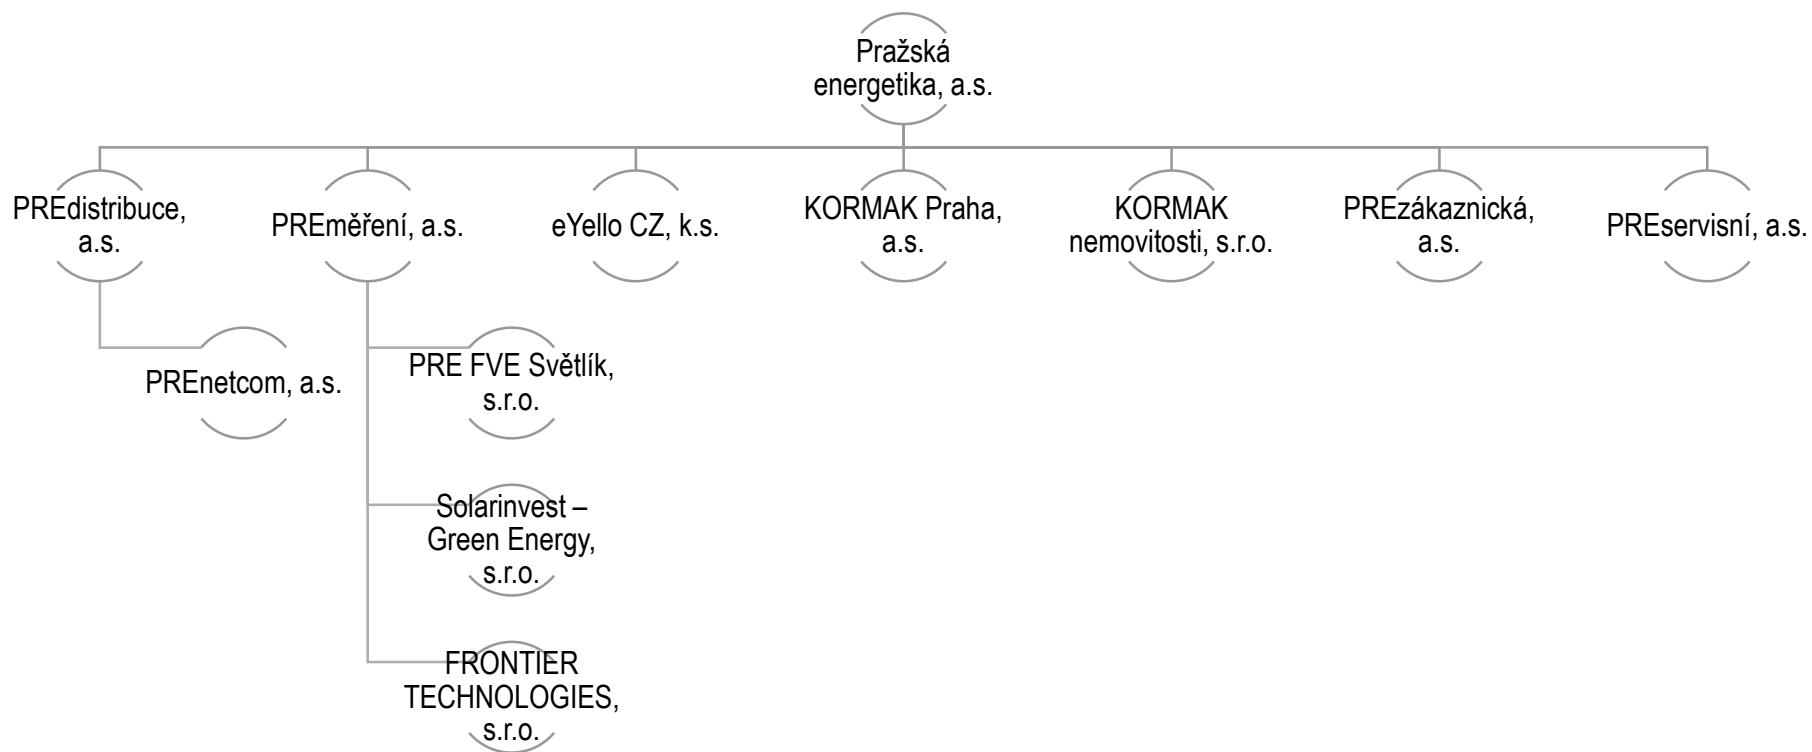 Pražská
energetika, a.s.
PREdistribuce,
a.s.
PREměření, a.s.
eYello CZ, k.s.
KORMAK Praha,
a.s.
KORMAK
nemovitosti, s.r.o.
PREzákaznická,
a.s.
PREservisní, a.s.
PREnetcom, a.s.
PRE FVE Světlík,
s.r.o.
Solarinvest –
Green Energy,
s.r.o.
FRONTIER
TECHNOLOGIES,
s.r.o.